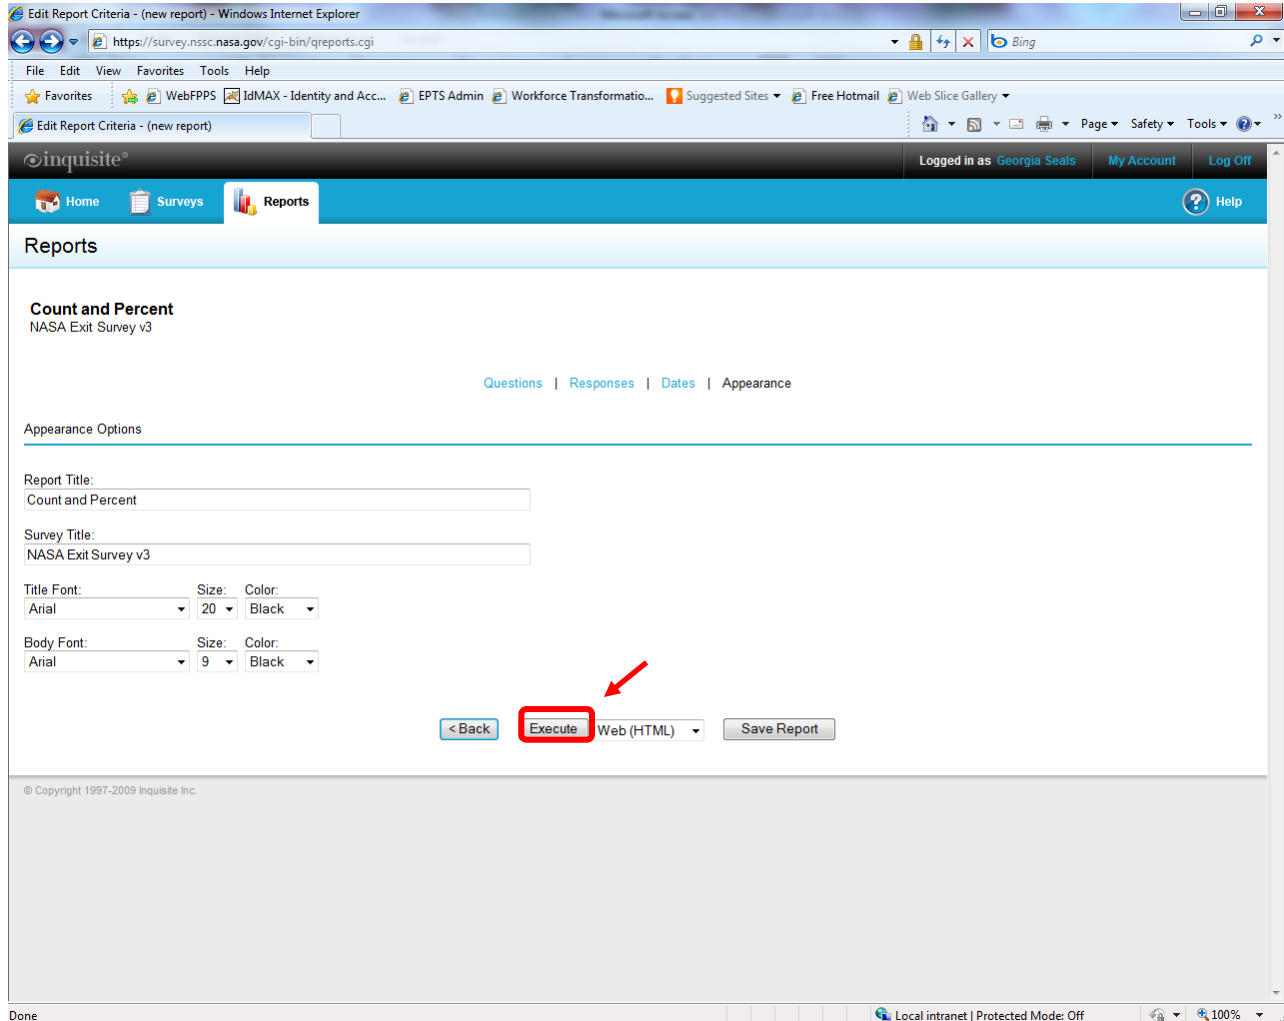 Edit Report Criteria - (new report) - Windows Internet Explorer
https://survey.nssc.nasa.gov/cgi-bin/qreports.cgi
Bing
File Edit View Favorites Tools Help
Favorites WebFPPS IdMAX - Identity and Acc... EPTS Admin Workforce Transformatio... Suggested Sites Free Hotmail Web Slice Gallery
Edit Report Criteria - (new report)
Page Safety Tools »
inquisite®
Logged in as Georgia Seals My Account Log Off
Home Surveys Reports Help
Reports
Count and Percent
NASA Exit Survey v3
Questions | Responses | Dates | Appearance
Appearance Options
Report Title:
Count and Percent
Survey Title:
NASA Exit Survey v3
Title Font: Size: Color:
Arial 20 Black
Body Font: Size: Color:
Arial 9 Black
< Back Execute Web (HTML) Save Report
© Copyright 1997-2009 Inquisite Inc.
Done
Local intranet | Protected Mode: Off 100%